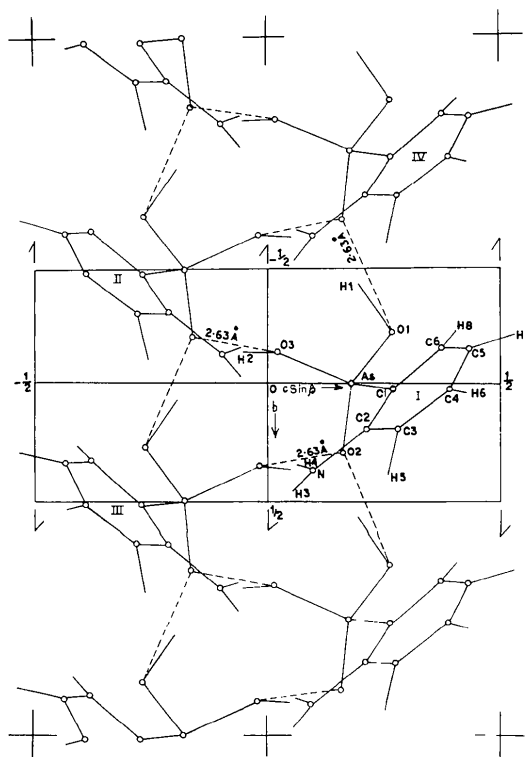 IV
2·63Å
-½
H1
II
2·63Å
H2
O3
O1
H8
C6
C5
H
-½
O c Sin β
As
C1
I
C4
H6
½
b
C2
C3
2·63Å
O2
H4
N
H3
H5
III
½